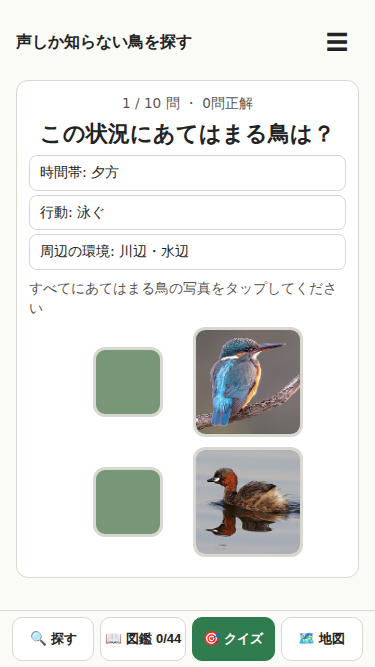 声しか知らない鳥を探す
1 / 10 問 ・ 0問正解
この状況にあてはまる鳥は？
時間帯: 夕方
行動: 泳ぐ
周辺の環境: 川辺・水辺
すべてにあてはまる鳥の写真をタップしてくださ
い
🔍 探す 📖 図鑑 0/44 🎯 クイズ 🗺️ 地図